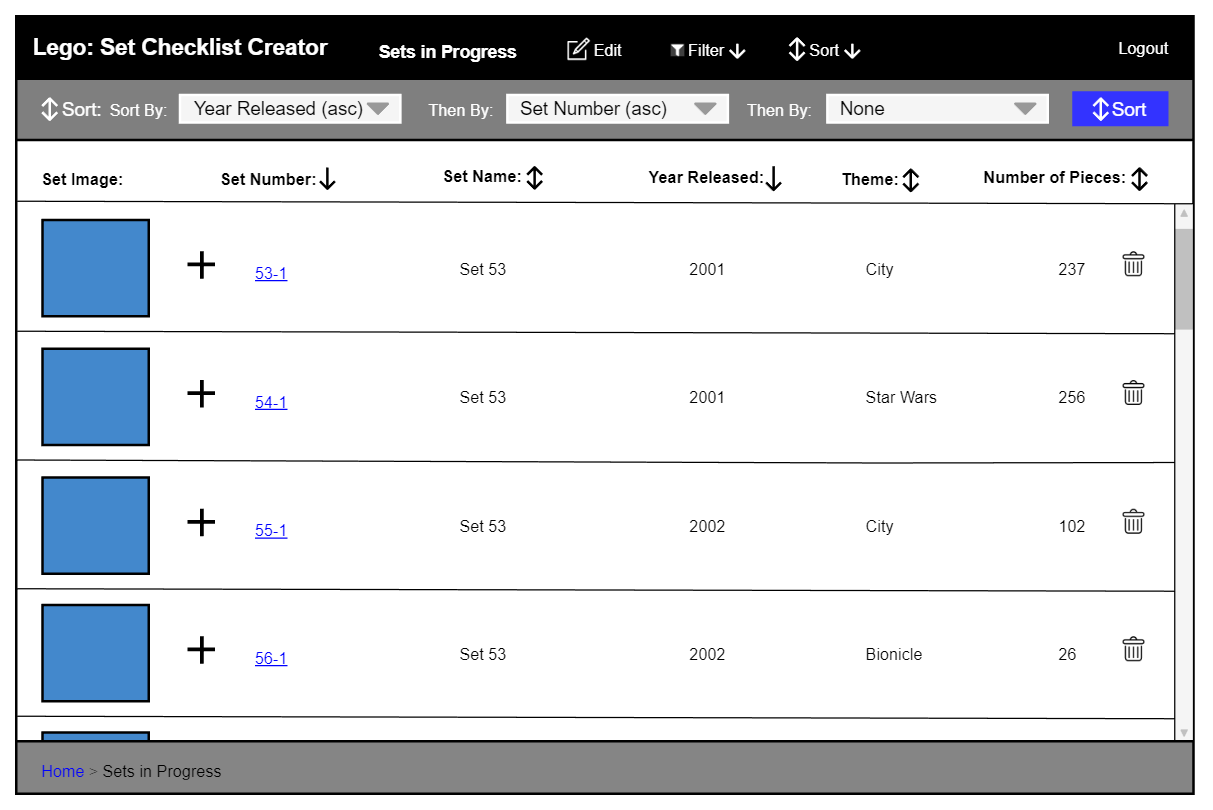 Lego: Set Checklist Creator Sets in Progress Edit Filter Sort Logout
Sort: Sort By: Year Released (asc) Then By: Set Number (asc) Then By: None Sort
Set Image: Set Number: Set Name: Year Released: Theme: Number of Pieces:
53-1 Set 53 2001 City 237
54-1 Set 53 2001 Star Wars 256
55-1 Set 53 2002 City 102
56-1 Set 53 2002 Bionicle 26
Home > Sets in Progress